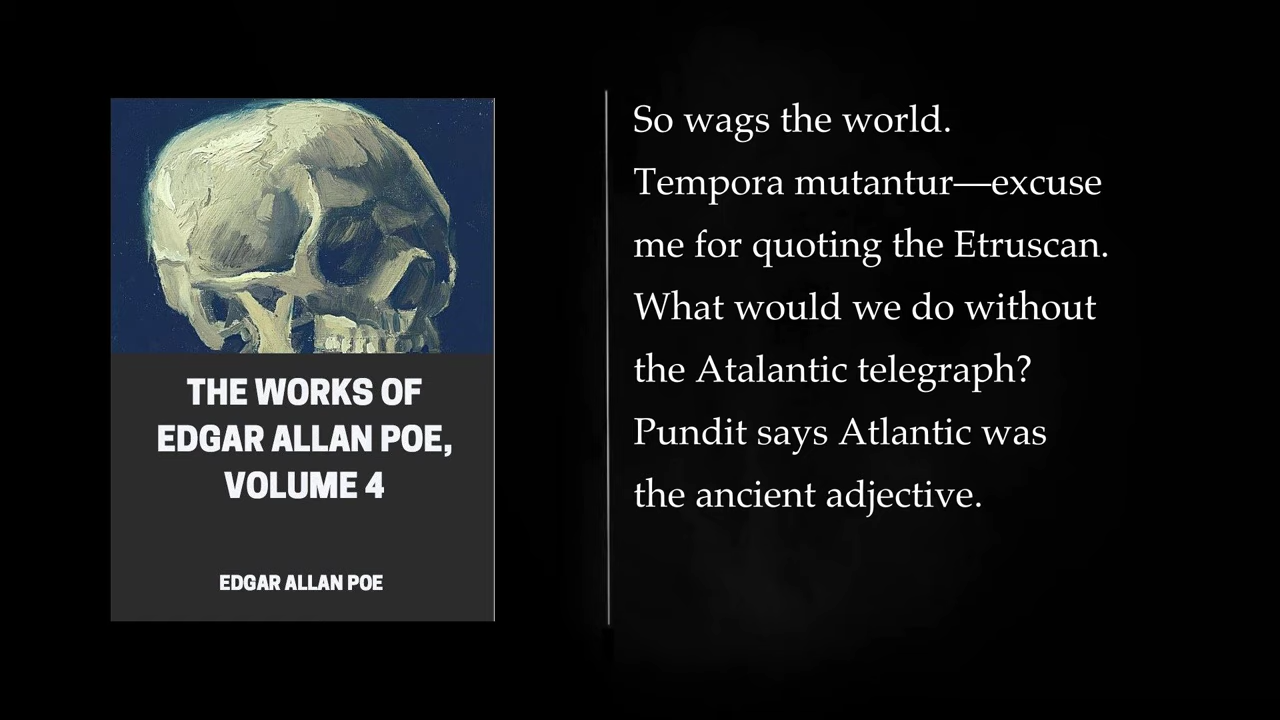 THE WORKS OF
EDGAR ALLAN POE,
VOLUME 4
EDGAR ALLAN POE
So wags the world.
Tempora mutantur—excuse
me for quoting the Etruscan.
What would we do without
the Atalantic telegraph?
Pundit says Atlantic was
the ancient adjective.